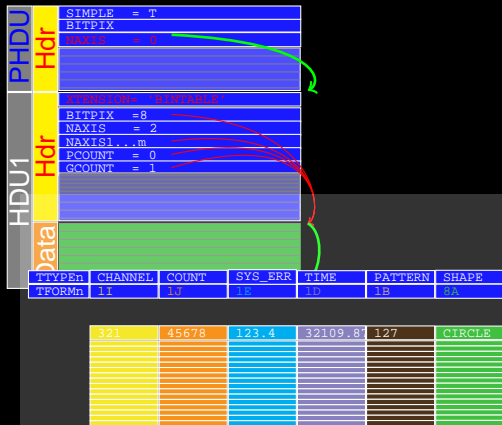 PHDU
Hdr
SIMPLE = T
BITPIX
NAXIS = 0
HDU1
Hdr
XTENSION= 'BINTABLE'
BITPIX =8
NAXIS = 2
NAXIS1...m
PCOUNT = 0
GCOUNT = 1
Data
TTYPEn CHANNEL COUNT SYS_ERR TIME PATTERN SHAPE
TFORMn 1I 1J 1E 1D 1B 8A
321 45678 123.4 32109.87 127 CIRCLE